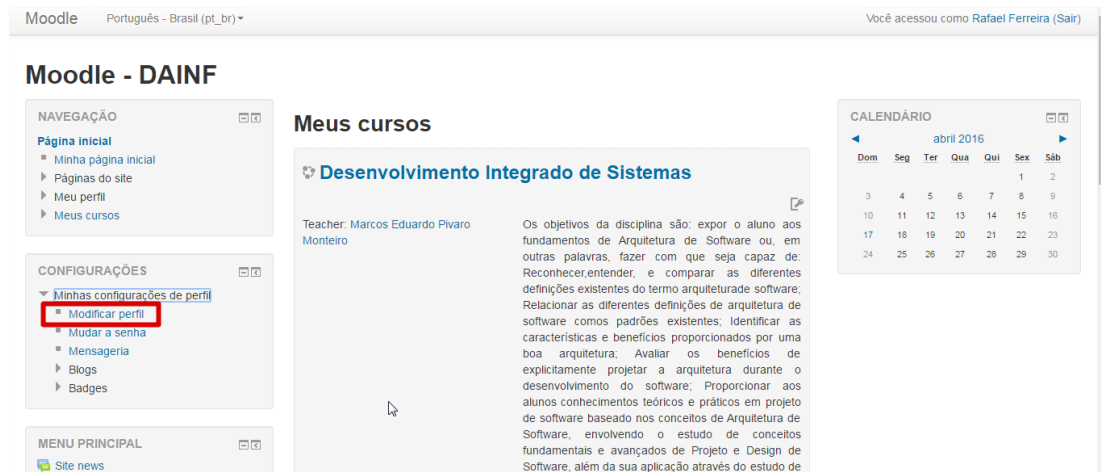 Moodle
Português - Brasil (pt_br)
Você acessou como Rafael Ferreira (Sair)
Moodle - DAINF
NAVEGAÇÃO
Página inicial
Minha página inicial
Páginas do site
Meu perfil
Meus cursos
CONFIGURAÇÕES
Minhas configurações de perfil
Modificar perfil
Mudar a senha
Mensageria
Blogs
Badges
MENU PRINCIPAL
Site news
Meus cursos
Desenvolvimento Integrado de Sistemas
Teacher: Marcos Eduardo Pivaro
Monteiro
Os objetivos da disciplina são: expor o aluno aos
fundamentos de Arquitetura de Software ou, em
outras palavras, fazer com que seja capaz de:
Reconhecer,entender, e comparar as diferentes
definições existentes do termo arquiteturade software;
Relacionar as diferentes definições de arquitetura de
software comos padrões existentes; Identificar as
características e benefícios proporcionados por uma
boa arquitetura; Avaliar os benefícios de
explicitamente projetar a arquitetura durante o
desenvolvimento do software; Proporcionar aos
alunos conhecimentos teóricos e práticos em projeto
de software baseado nos conceitos de Arquitetura de
Software, envolvendo o estudo de conceitos
fundamentais e avançados de Projeto e Design de
Software, além da sua aplicação através do estudo de
CALENDÁRIO
abril 2016
Dom Seg Ter Qua Qui Sex Sáb
1 2
3 4 5 6 7 8 9
10 11 12 13 14 15 16
17 18 19 20 21 22 23
24 25 26 27 28 29 30